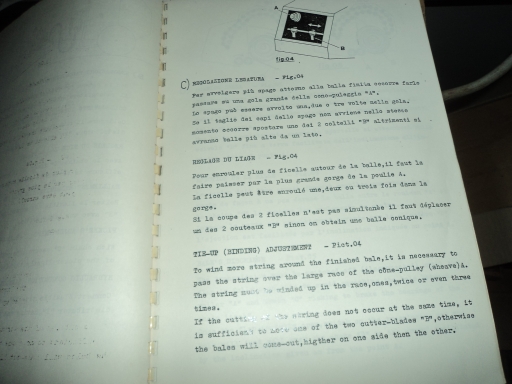 A
B
fig.04
C REGOLAZIONE LEGATURA - Fig.04
Per avvolgere più spago attorno alla balla finita occorre farlo
passare su una gola grande della cono-puleggia "A".
Lo spago può essere avvolto una,due o tre volte nella gola.
Se il taglio dei capi dello spago non avviene nello stesso
momento occorre spostare uno dei 2 coltelli "B" altrimenti si
avranno balle più alte da un lato.
REGLAGE DU LIAGE - Fig.04
Pour enrouler plus de ficelle autour de la balle,il faut la
faire passer par la plus grande gorge de la poulie A.
La ficelle peut être enroulé une,deux ou trois fois dans la
gorge.
Si la coupe des 2 ficelles n'est pas simultanée il faut déplacer
un des 2 couteaux "B" sinon on obtient une balle conique.
TIE-UP (BINDING) ADJUSTEMENT - Pict.04
To wind more string around the finished bale,it is necessary to
pass the string over the large race of the cône-pulley (sheave)A.
The string must be winded up in the race,ones,twice or even three
times.
If the cutting of the string does not occur at the same time, it
is sufficient to move one of the two cutter-blades "B",otherwise
the bales will come-out,higther on one side then the other.